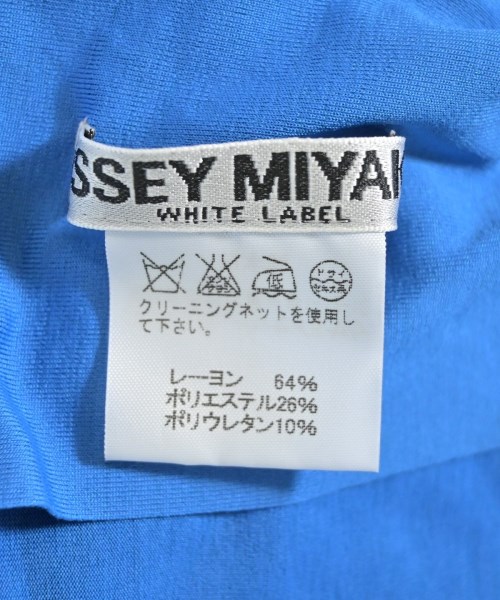 SSEY MIYAK
WHITE LABEL
低 ドライ
クリーニングネットを使用し
て下さい。
レーヨン 64%
ポリエステル26%
ポリウレタン10%